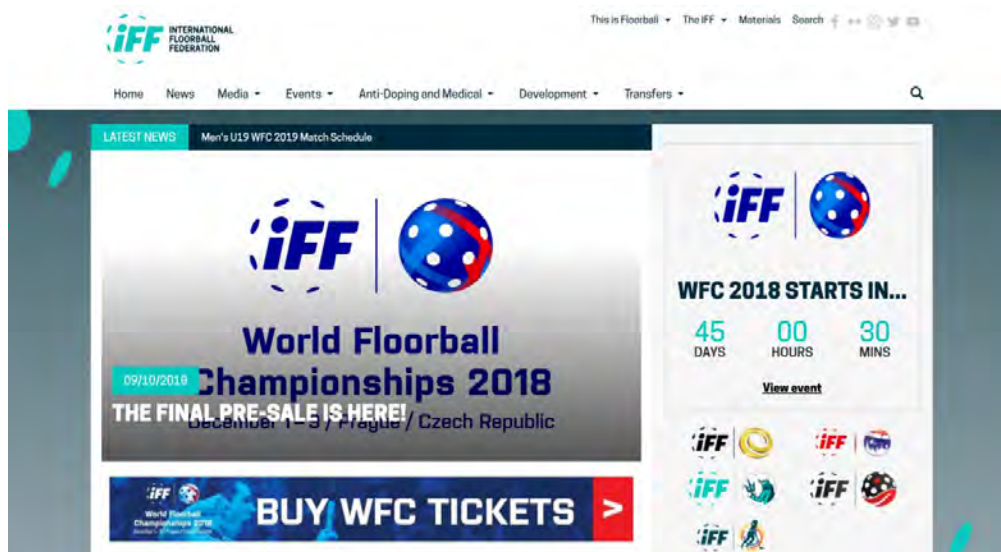 iFF INTERNATIONAL
FLOORBALL
FEDERATION
This is Floorball The IFF Materials Search
Home News Media Events Anti-Doping and Medical Development Transfers
LATEST NEWS Men's U19 WFC 2019 Match Schedule
iFF
World Floorball
Championships 2018
09/10/2018
THE FINAL PRE-SALE IS HERE!
December 1-9 / Prague / Czech Republic
iFF
World Floorball
Championships 2018
BUY WFC TICKETS >
iFF
WFC 2018 STARTS IN...
45 00 30
DAYS HOURS MINS
View event
iFF iFF
iFF iFF
iFF